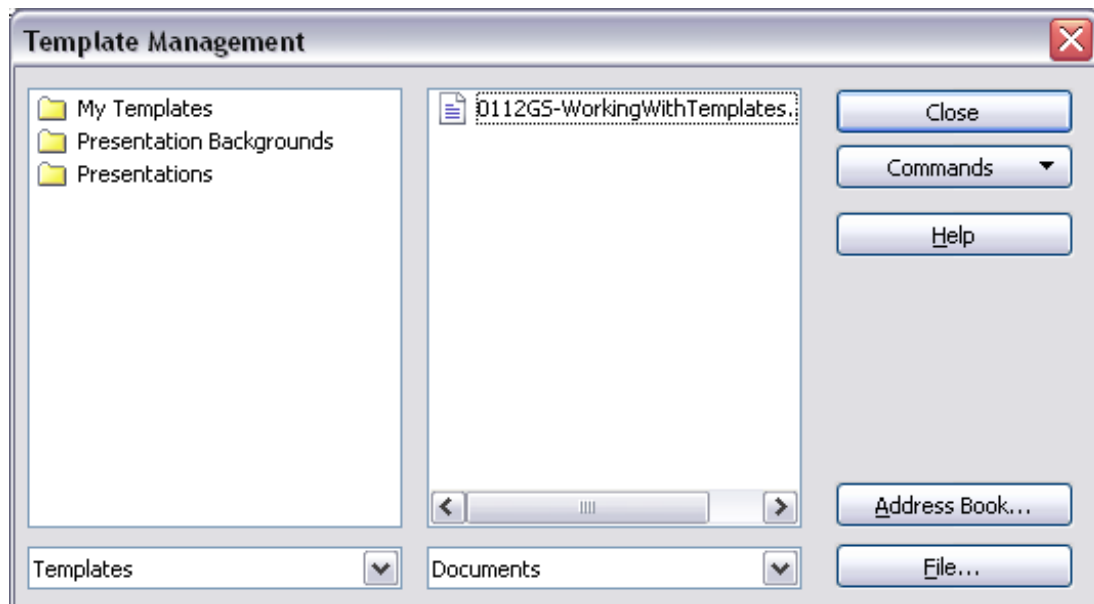 Template Management
My Templates
Presentation Backgrounds
Presentations
Templates
0112GS-WorkingWithTemplates.
Documents
Close
Commands
Help
Address Book...
File...